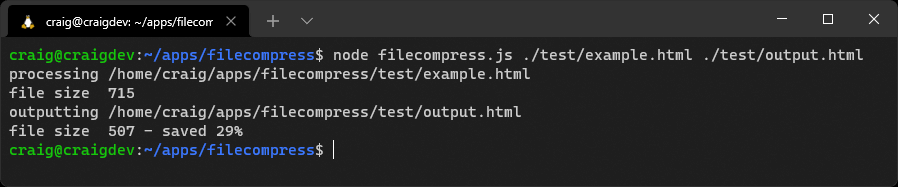 craig@craigdev: ~/apps/filecom
craig@craigdev:~/apps/filecompress$ node filecompress.js ./test/example.html ./test/output.html
processing /home/craig/apps/filecompress/test/example.html
file size  715
outputting /home/craig/apps/filecompress/test/output.html
file size  507 - saved 29%
craig@craigdev:~/apps/filecompress$